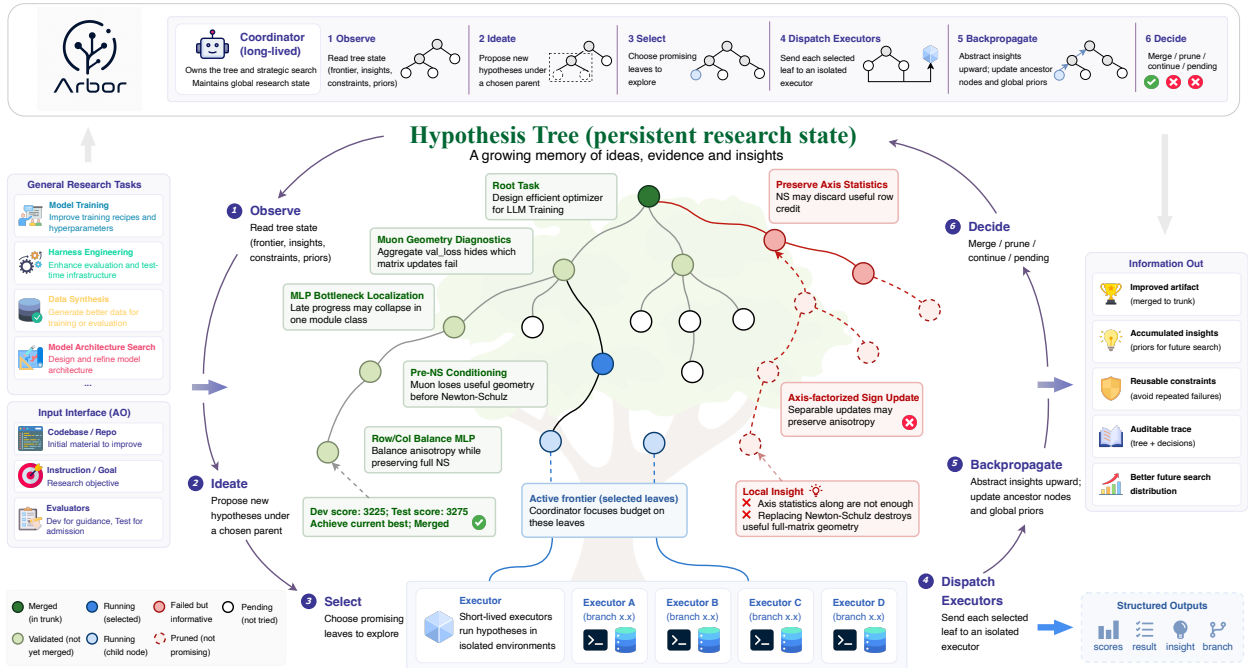 Arbor
Coordinator
(long-lived)
Owns the tree and strategic search
Maintains global research state
1 Observe
Read tree state
(frontier, insights,
constraints, priors)
2 Ideate
Propose new
hypotheses under
a chosen parent
3 Select
Choose promising
leaves to
explore
4 Dispatch Executors
Send each selected
leaf to an isolated
executor
5 Backpropagate
Abstract insights
upward; update ancestor
nodes and global priors
6 Decide
Merge / prune /
continue / pending
Hypothesis Tree (persistent research state)
A growing memory of ideas, evidence and insights
General Research Tasks
Model Training
Improve training recipes and
hyperparameters
Harness Engineering
Enhance evaluation and test-
time infrastructure
Data Synthesis
Generate better data for
training or evaluation
Model Architecture Search
Design and refine model
architecture
...
Input Interface (AO)
Codebase / Repo
Initial material to improve
Instruction / Goal
Research objective
Evaluators
Dev for guidance, Test for
admission
1 Observe
Read tree state
(frontier, insights,
constraints, priors)
2 Ideate
Propose new
hypotheses under
a chosen parent
3 Select
Choose promising
leaves to explore
Root Task
Design efficient optimizer
for LLM Training
Muon Geometry Diagnostics
Aggregate val_loss hides which
matrix updates fail
MLP Bottleneck Localization
Late progress may collapse in
one module class
Pre-NS Conditioning
Muon loses useful geometry
before Newton-Schulz
Row/Col Balance MLP
Balance anisotropy while
preserving full NS
Dev score: 3225; Test score: 3275
Achieve current best; Merged
Active frontier (selected leaves)
Coordinator focuses budget on
these leaves
Preserve Axis Statistics
NS may discard useful row
credit
Axis-factorized Sign Update
Separable updates may
preserve anisotropy
Local Insight
Axis statistics along are not enough
Replacing Newton-Schulz destroys
useful full-matrix geometry
6 Decide
Merge / prune /
continue / pending
5 Backpropagate
Abstract insights upward;
update ancestor nodes
and global priors
4 Dispatch
Executors
Send each selected
leaf to an isolated
executor
Information Out
Improved artifact
(merged to trunk)
Accumulated insights
(priors for future search)
Reusable constraints
(avoid repeated failures)
Auditable trace
(tree + decisions)
Better future search
distribution
Merged
(in trunk)
Running
(selected)
Failed but
informative
Pending
(not tried)
Validated (not
yet merged)
Running
(child node)
Pruned (not
promising)
Executor
Short-lived executors
run hypotheses in
isolated environments
Executor A
(branch x.x)
Executor B
(branch x.x)
Executor C
(branch x.x)
Executor D
(branch x.x)
Structured Outputs
scores result insight branch